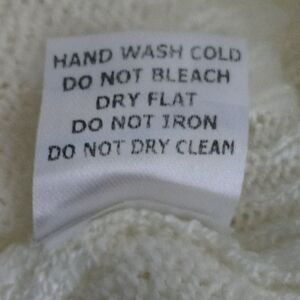 HAND WASH COLD
DO NOT BLEACH
DRY FLAT
DO NOT IRON
DO NOT DRY CLEAN